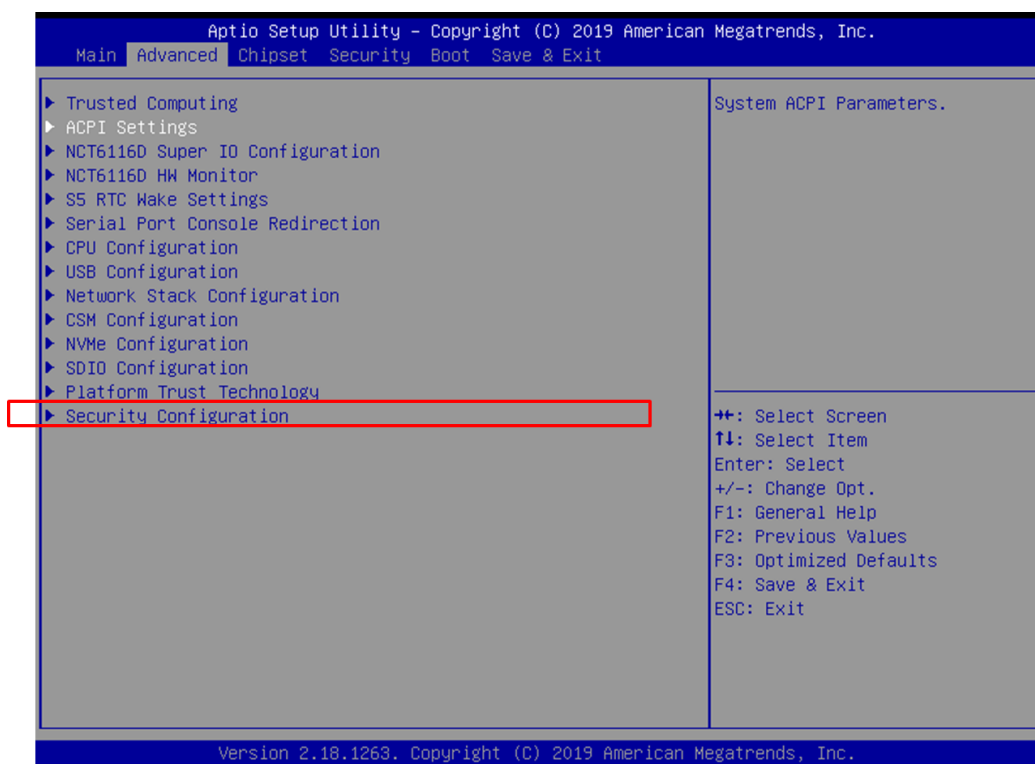 Aptio Setup Utility – Copyright (C) 2019 American Megatrends, Inc.
Main Advanced Chipset Security Boot Save & Exit
Trusted Computing
ACPI Settings
NCT6116D Super IO Configuration
NCT6116D HW Monitor
S5 RTC Wake Settings
Serial Port Console Redirection
CPU Configuration
USB Configuration
Network Stack Configuration
CSM Configuration
NVMe Configuration
SDIO Configuration
Platform Trust Technology
Security Configuration
System ACPI Parameters.
→←: Select Screen
↑↓: Select Item
Enter: Select
+/-: Change Opt.
F1: General Help
F2: Previous Values
F3: Optimized Defaults
F4: Save & Exit
ESC: Exit
Version 2.18.1263. Copyright (C) 2019 American Megatrends, Inc.